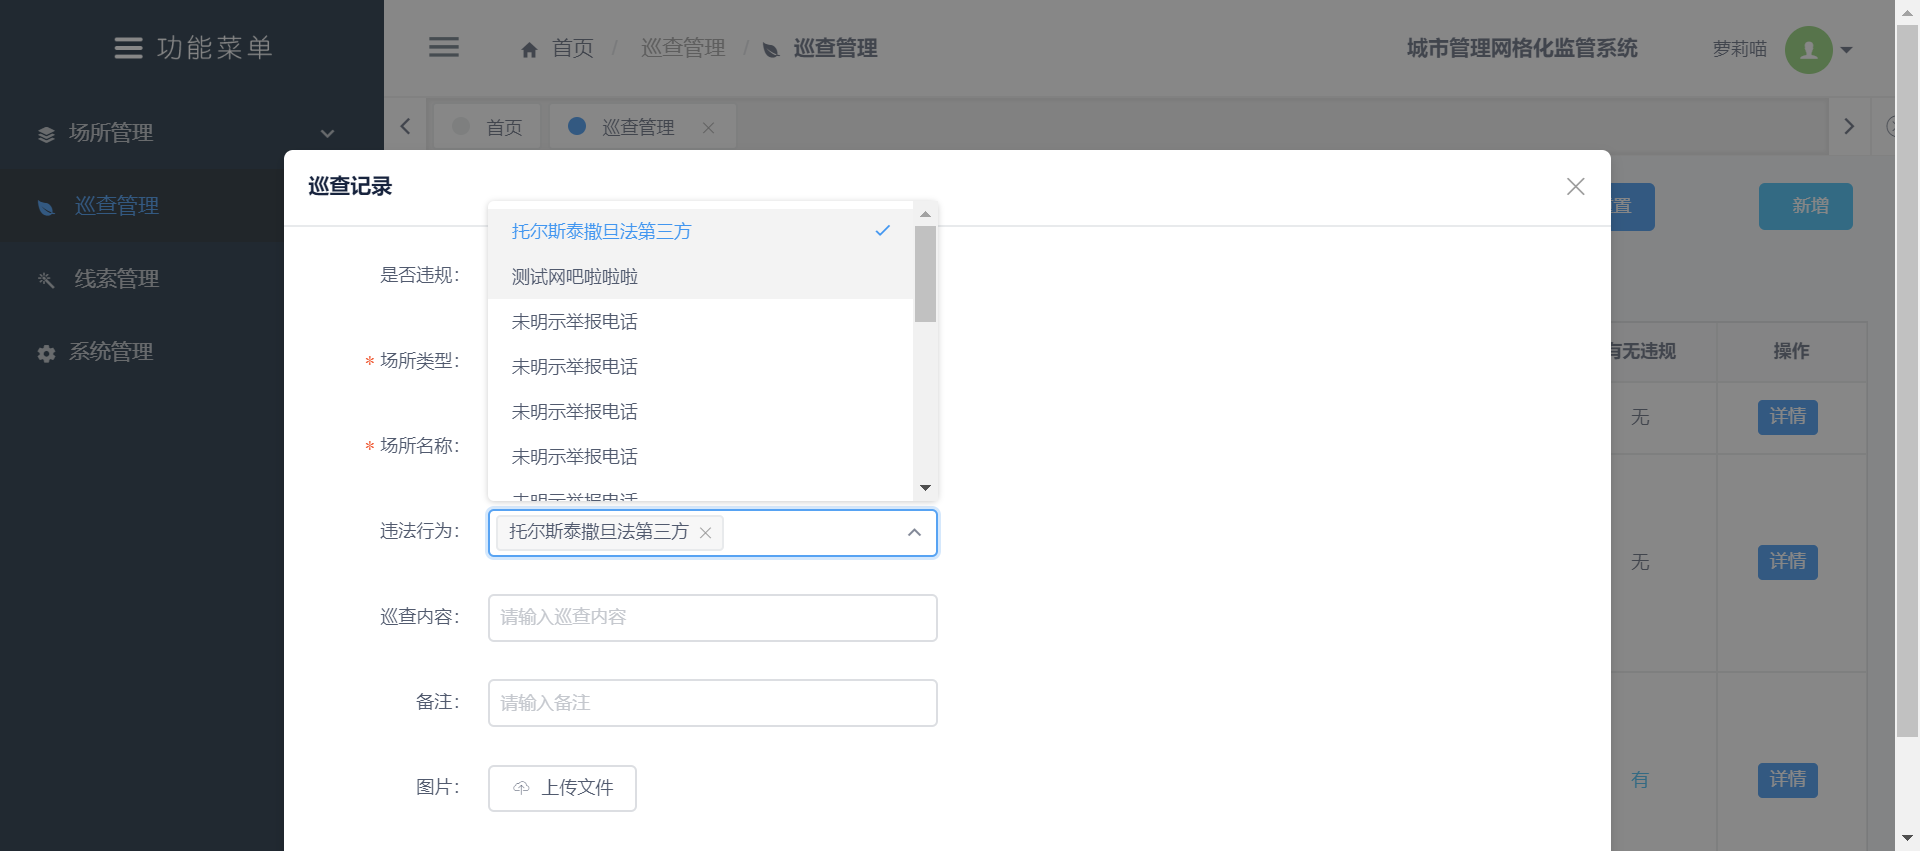 功能菜单
首页 / 巡查管理 / 巡查管理
城市管理网格化监管系统
萝莉喵
场所管理
巡查管理
线索管理
系统管理
首页
巡查管理
巡查记录
置
新增
托尔斯泰撒旦法第三方
测试网吧啦啦啦
未明示举报电话
未明示举报电话
未明示举报电话
未明示举报电话
未明示举报电话
是否违规：
* 场所类型：
* 场所名称：
违法行为：
托尔斯泰撒旦法第三方
巡查内容：
请输入巡查内容
备注：
请输入备注
图片：
上传文件
有无违规
操作
无
详情
无
详情
有
详情